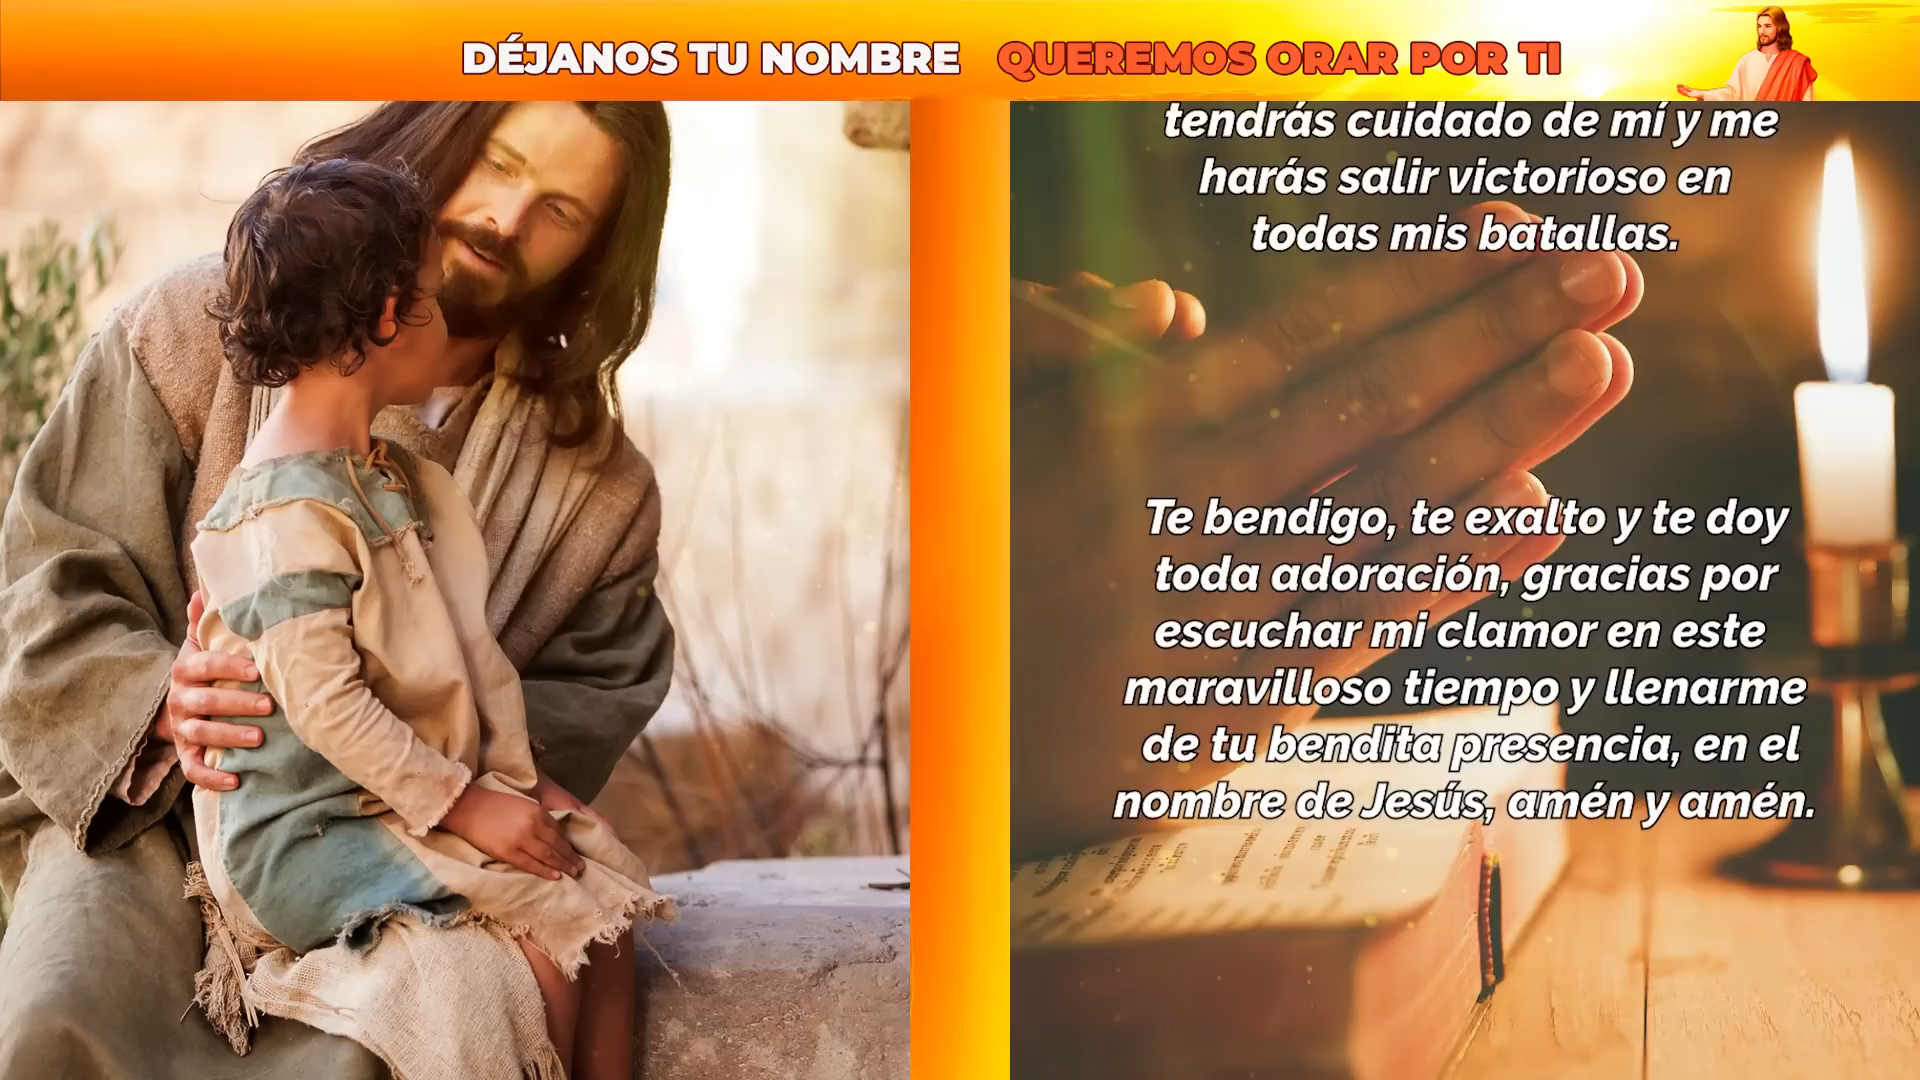 DÉJANOS TU NOMBRE QUEREMOS ORAR POR TI
tendrás cuidado de mí y me
harás salir victorioso en
todas mis batallas.
Te bendigo, te exalto y te doy
toda adoración, gracias por
escuchar mi clamor en este
maravilloso tiempo y llenarme
de tu bendita presencia, en el
nombre de Jesús, amén y amén.